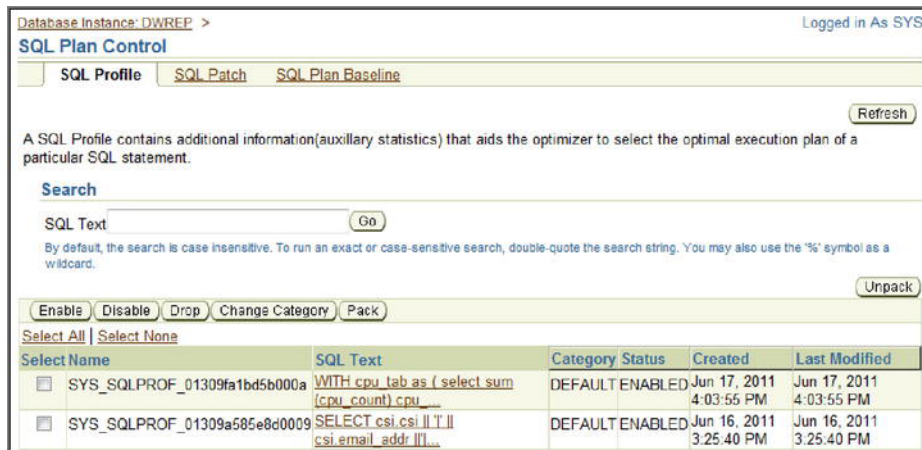 Database Instance: DWREP >
Logged in As SYS
SQL Plan Control
SQL Profile SQL Patch SQL Plan Baseline
Refresh
A SQL Profile contains additional information(auxillary statistics) that aids the optimizer to select the optimal execution plan of a
particular SQL statement.
Search
SQL Text Go
By default, the search is case insensitive. To run an exact or case-sensitive search, double-quote the search string. You may also use the '%' symbol as a
wildcard.
Unpack
Enable Disable Drop Change Category Pack
Select All | Select None
Select Name SQL Text Category Status Created Last Modified
SYS_SQLPROF_01309fa1bd5b000a WITH cpu_tab as ( select sum DEFAULT ENABLED Jun 17, 2011 Jun 17, 2011
(cpu_count) cpu_... 4:03:55 PM 4:03:55 PM
SYS_SQLPROF_01309a585e8d0009 SELECT csi.csi || '|' || DEFAULT ENABLED Jun 16, 2011 Jun 16, 2011
csi.email_addr ||'|... 3:25:40 PM 3:25:40 PM